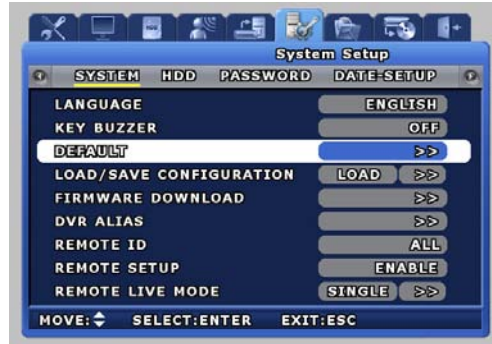 System Setup
SYSTEM HDD PASSWORD DATE-SETUP
LANGUAGE ENGLISH
KEY BUZZER OFF
DEFAULT >>
LOAD/SAVE CONFIGURATION LOAD >>
FIRMWARE DOWNLOAD >>
DVR ALIAS >>
REMOTE ID ALL
REMOTE SETUP ENABLE
REMOTE LIVE MODE SINGLE >>
MOVE: SELECT:ENTER EXIT:ESC